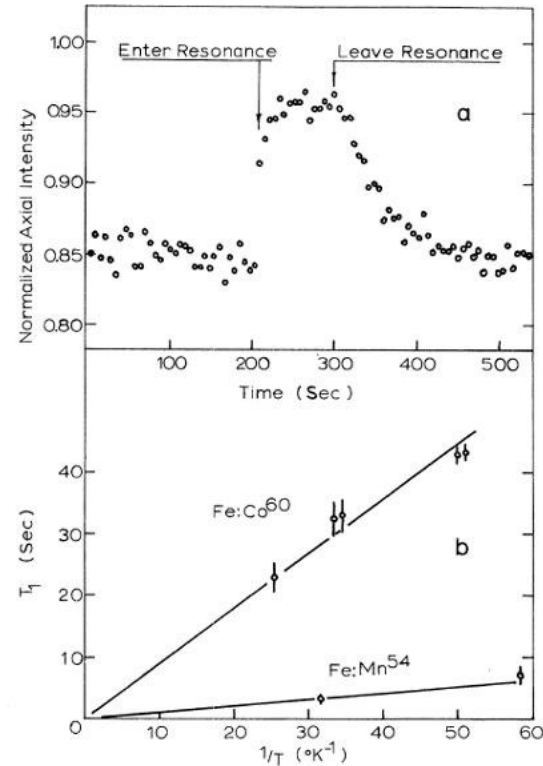 1.00
Enter Resonance
Leave Resonance
0.95
a
0.90
Normalized Axial Intensity
0.85
0.80
100 200 300 400 500
Time (Sec)
40
Fe:Co60
30
b
T1 (Sec)
20
10
Fe:Mn54
0
10 20 30 40 50 60
1/T (°K-1)